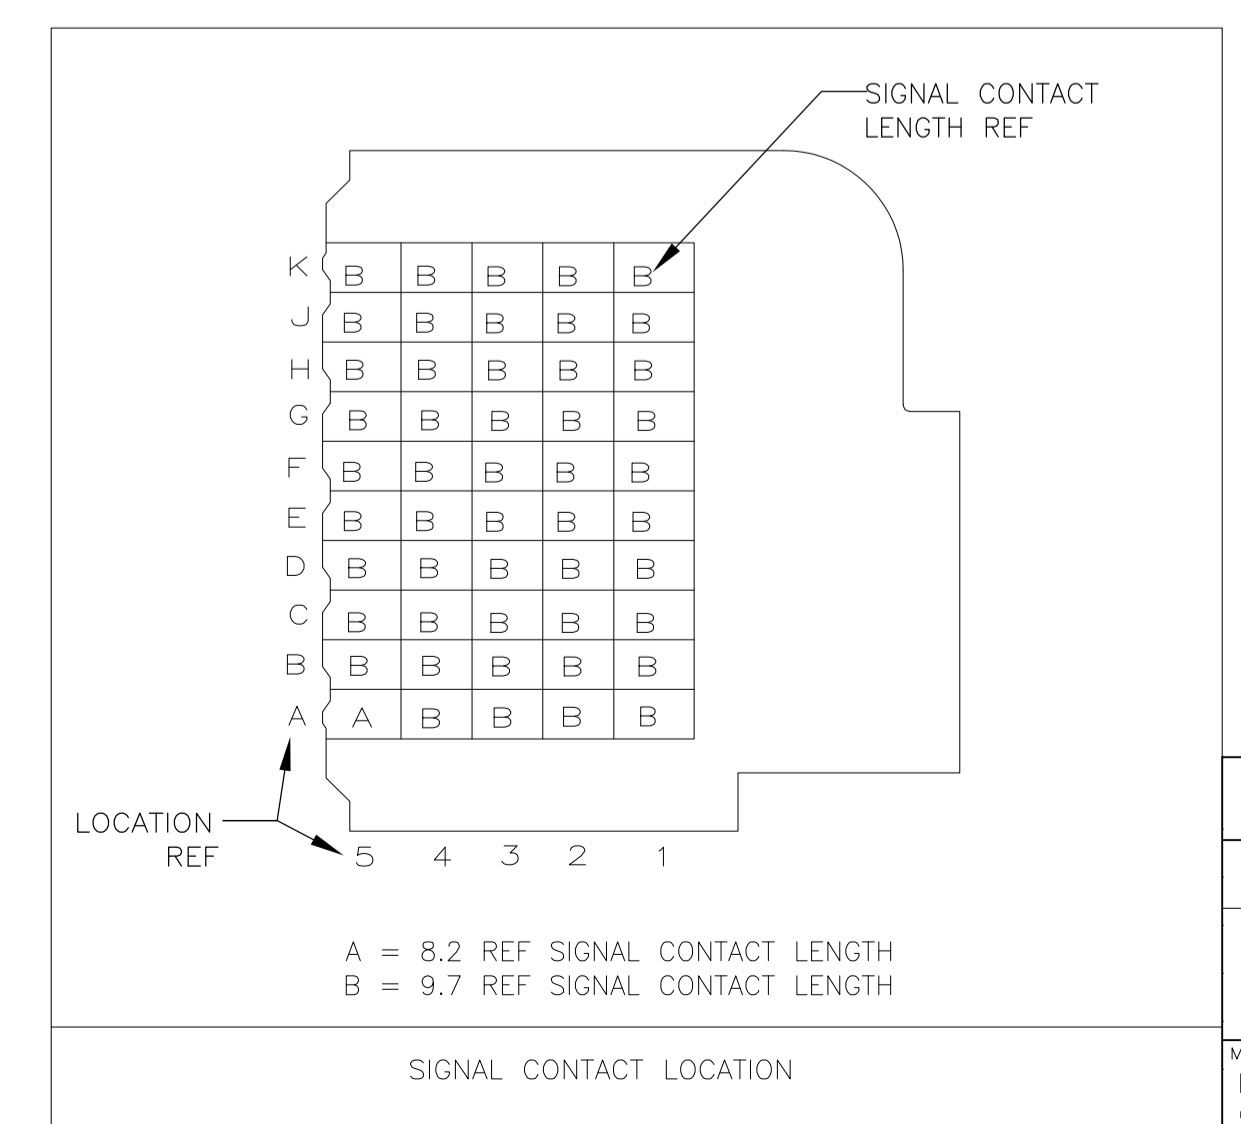 SIGNAL CONTACT
LENGTH REF
K B B B B B
J B B B B B
H B B B B B
G B B B B B
F B B B B B
E B B B B B
D B B B B B
C B B B B B
B B B B B B
A A B B B B
LOCATION
REF
5 4 3 2 1
A = 8.2 REF SIGNAL CONTACT LENGTH
B = 9.7 REF SIGNAL CONTACT LENGTH
SIGNAL CONTACT LOCATION